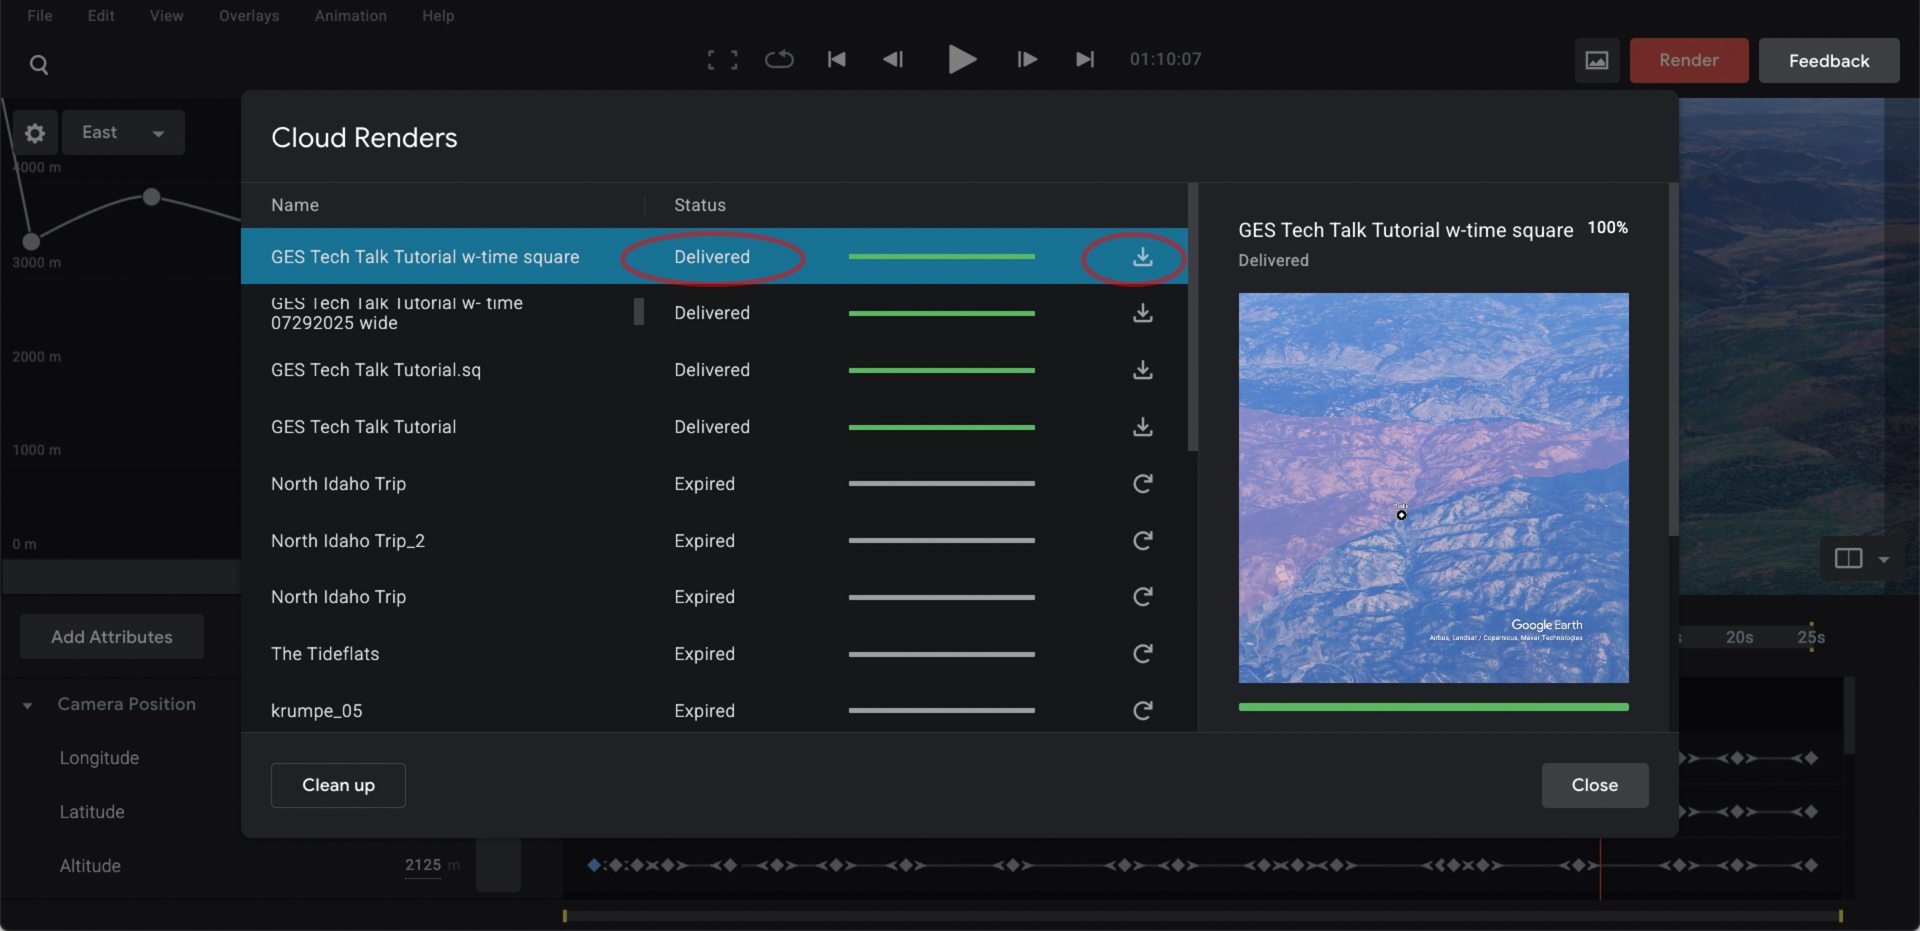 File Edit View Overlays Animation Help
01:10:07
Render Feedback
East
4000 m
3000 m
2000 m
1000 m
0 m
Add Attributes
Camera Position
Longitude
Latitude
Altitude 2125 m
Cloud Renders
Name Status
GES Tech Talk Tutorial w-time square Delivered
GES Tech Talk Tutorial w- time
07292025 wide Delivered
GES Tech Talk Tutorial.sq Delivered
GES Tech Talk Tutorial Delivered
North Idaho Trip Expired
North Idaho Trip_2 Expired
North Idaho Trip Expired
The Tideflats Expired
krumpe_05 Expired
GES Tech Talk Tutorial w-time square 100%
Delivered
Google Earth
Airbus, Landsat / Copernicus, Maxar Technologies
Clean up Close
20s 25s